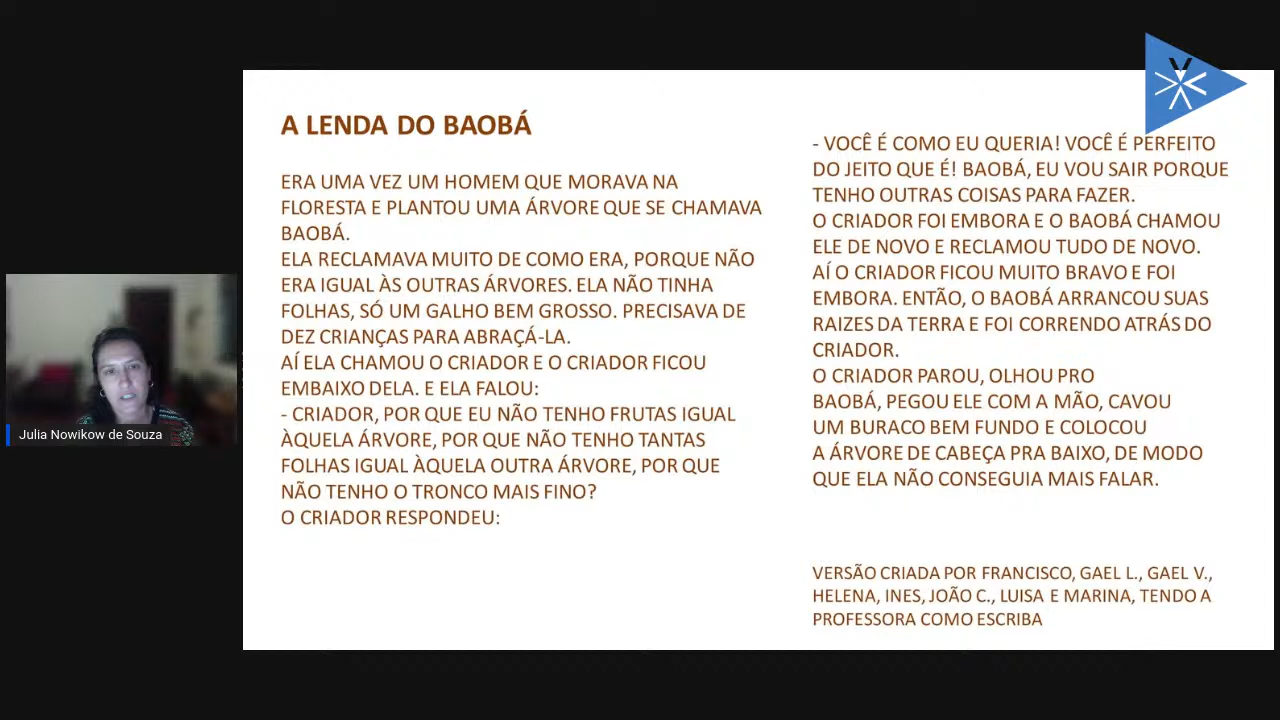 A LENDA DO BAOBÁ
ERA UMA VEZ UM HOMEM QUE MORAVA NA
FLORESTA E PLANTOU UMA ÁRVORE QUE SE CHAMAVA
BAOBÁ.
ELA RECLAMAVA MUITO DE COMO ERA, PORQUE NÃO
ERA IGUAL ÀS OUTRAS ÁRVORES. ELA NÃO TINHA
FOLHAS, SÓ UM GALHO BEM GROSSO. PRECISAVA DE
DEZ CRIANÇAS PARA ABRAÇÁ-LA.
AÍ ELA CHAMOU O CRIADOR E O CRIADOR FICOU
EMBAIXO DELA. E ELA FALOU:
- CRIADOR, POR QUE EU NÃO TENHO FRUTAS IGUAL
ÀQUELA ÁRVORE, POR QUE NÃO TENHO TANTAS
FOLHAS IGUAL ÀQUELA OUTRA ÁRVORE, POR QUE
NÃO TENHO O TRONCO MAIS FINO?
O CRIADOR RESPONDEU:
- VOCÊ É COMO EU QUERIA! VOCÊ É PERFEITO
DO JEITO QUE É! BAOBÁ, EU VOU SAIR PORQUE
TENHO OUTRAS COISAS PARA FAZER.
O CRIADOR FOI EMBORA E O BAOBÁ CHAMOU
ELE DE NOVO E RECLAMOU TUDO DE NOVO.
AÍ O CRIADOR FICOU MUITO BRAVO E FOI
EMBORA. ENTÃO, O BAOBÁ ARRANCOU SUAS
RAIZES DA TERRA E FOI CORRENDO ATRÁS DO
CRIADOR.
O CRIADOR PAROU, OLHOU PRO
BAOBÁ, PEGOU ELE COM A MÃO, CAVOU
UM BURACO BEM FUNDO E COLOCOU
A ÁRVORE DE CABEÇA PRA BAIXO, DE MODO
QUE ELA NÃO CONSEGUIA MAIS FALAR.
VERSÃO CRIADA POR FRANCISCO, GAEL L., GAEL V.,
HELENA, INES, JOÃO C., LUISA E MARINA, TENDO A
PROFESSORA COMO ESCRIBA
Julia Nowikow de Souza